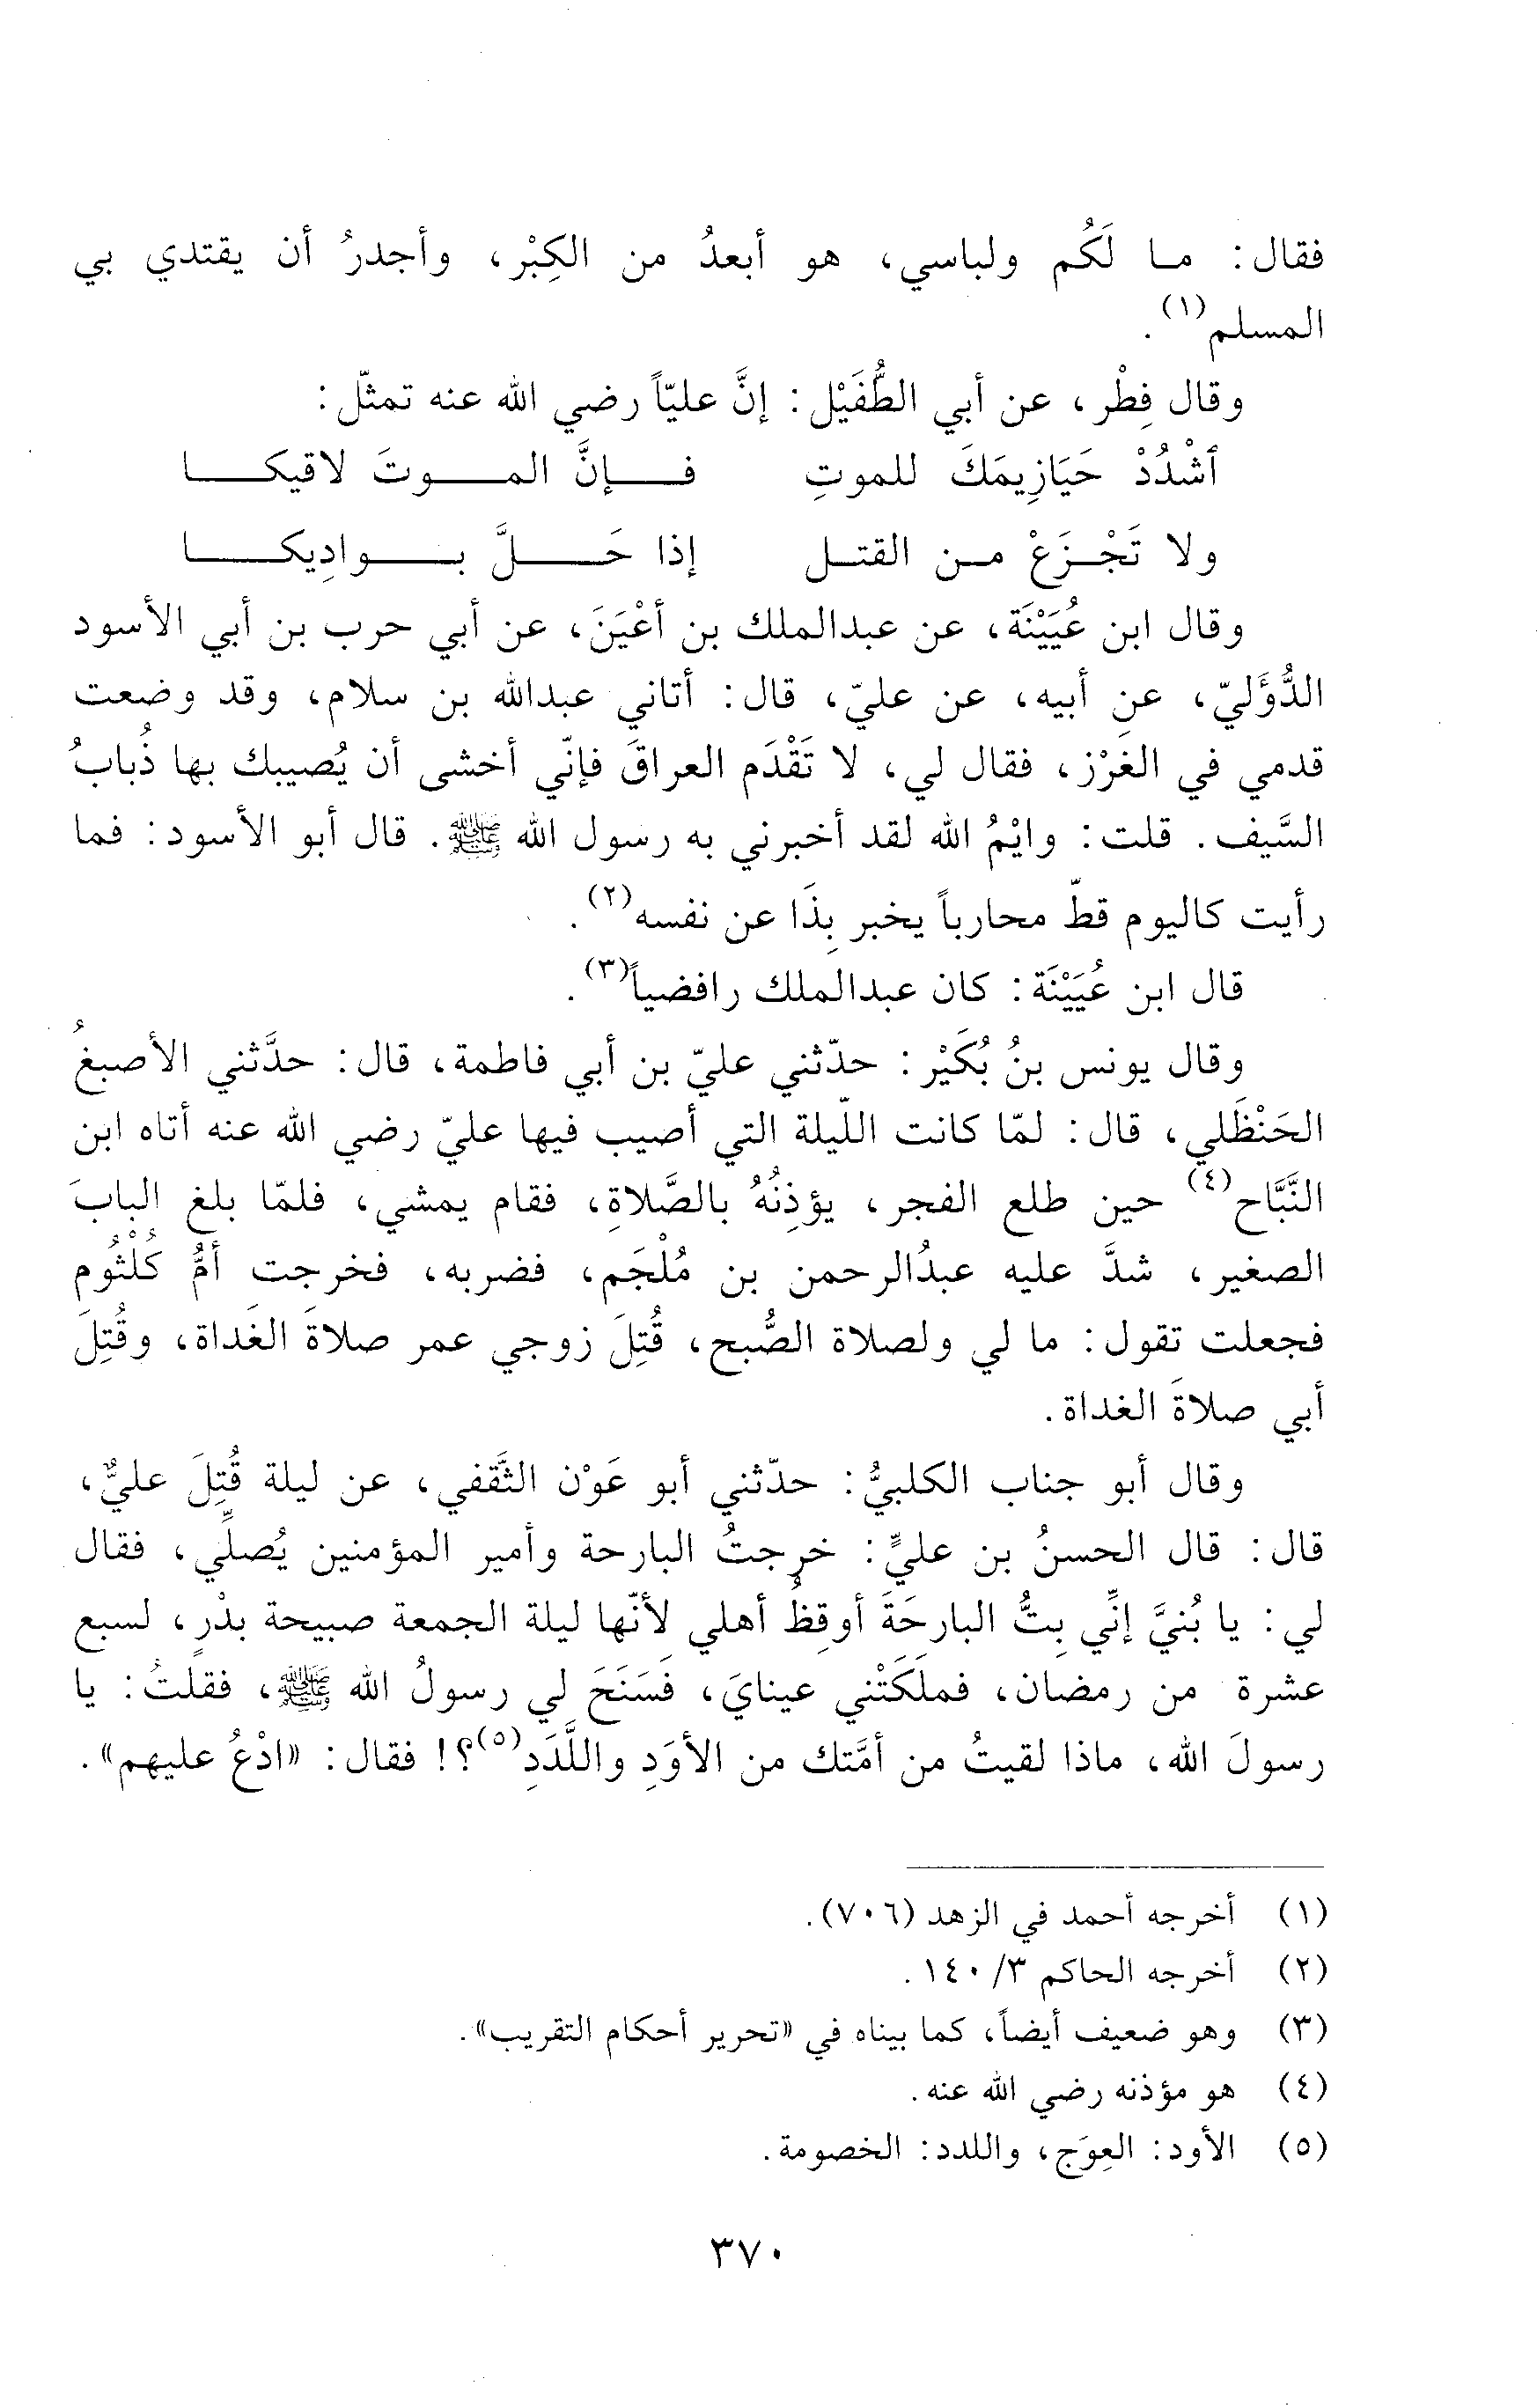 فقال: ما لَكُم ولباسي، هو أبعدُ من الكِبْر، وأجدرُ أن يقتدي بي
المسلم(١).
وقال فِطْر، عن أبي الطُّفَيْل: إنَّ عليّاً رضي الله عنه تمثّل:
ٱشْدُدْ حَيَازِيمَكَ للموتِ فإنَّ الموتَ لاقيكا
ولا تَجْزَعْ من القتل إذا حَلَّ بوادِيكا
وقال ابن عُيَيْنَة، عن عبدالملك بن أعْيَنَ، عن أبي حرب بن أبي الأسود
الدُّؤَليّ، عن أبيه، عن عليّ، قال: أتاني عبدالله بن سلام، وقد وضعت
قدمي في الغَرْز، فقال لي، لا تَقْدَم العراقَ فإنّي أخشى أن يُصيبك بها ذُبابُ
السَّيف. قلت: وايْمُ الله لقد أخبرني به رسول الله ﷺ. قال أبو الأسود: فما
رأيت كاليوم قطّ محارباً يخبر بِذَا عن نفسه(٢).
قال ابن عُيَيْنَة: كان عبدالملك رافضياً(٣).
وقال يونس بنُ بُكَيْر: حدّثني عليّ بن أبي فاطمة، قال: حدَّثني الأصبغُ
الحَنْظَلي، قال: لمّا كانت اللّيلة التي أصيب فيها عليّ رضي الله عنه أتاه ابن
النَّبَّاح(٤) حين طلع الفجر، يؤذِنُهُ بالصَّلاةِ، فقام يمشي، فلمّا بلغ البابَ
الصغير، شدَّ عليه عبدُالرحمن بن مُلْجَم، فضربه، فخرجت أمُّ كُلْثُوم
فجعلت تقول: ما لي ولصلاة الصُّبح، قُتِلَ زوجي عمر صلاةَ الغَداة، وقُتِلَ
أبي صلاةَ الغداة.
وقال أبو جناب الكلبيُّ: حدّثني أبو عَوْن الثَّقفي، عن ليلة قُتِلَ عليٌّ،
قال: قال الحسنُ بن عليٍّ: خرجتُ البارحة وأمير المؤمنين يُصلِّي، فقال
لي: يا بُنيَّ إنِّي بِتُّ البارِحَةَ أوقِظُ أهلي لأنّها ليلة الجمعة صبيحة بدْرٍ، لسبع
عشرة من رمضان، فملَكَتْني عينايَ، فَسَنَحَ لي رسولُ الله ﷺ، فقلتُ: يا
رسولَ الله، ماذا لقيتُ من أمَّتك من الأوَدِ واللَّدَدِ(٥)؟! فقال: «ادْعُ عليهم».
(١) أخرجه أحمد في الزهد (٧٠٦).
(٢) أخرجه الحاكم ٣/ ١٤٠.
(٣) وهو ضعيف أيضاً، كما بيناه في «تحرير أحكام التقريب».
(٤) هو مؤذنه رضي الله عنه.
(٥) الأود: العِوَج، واللدد: الخصومة.
٣٧٠